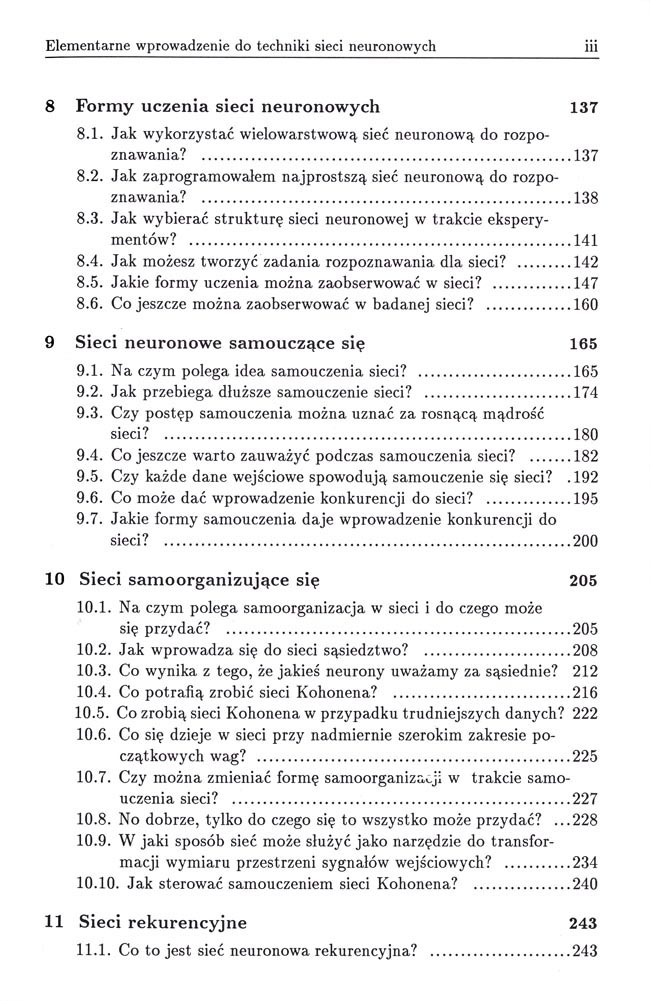 Elementarne wprowadzenie do techniki sieci neuronowych iii
8 Formy uczenia sieci neuronowych 137
8.1. Jak wykorzystać wielowarstwową sieć neuronową do rozpo-
znawania? ..........137
8.2. Jak zaprogramowałem najprostszą sieć neuronową do rozpo-
znawania? ..........138
8.3. Jak wybierać strukturę sieci neuronowej w trakcie ekspery-
mentów? ..........141
8.4. Jak możesz tworzyć zadania rozpoznawania dla sieci? .........142
8.5. Jakie formy uczenia można zaobserwować w sieci? .............147
8.6. Co jeszcze można zaobserwować w badanej sieci? ..............160
9 Sieci neuronowe samouczące się 165
9.1. Na czym polega idea samouczenia sieci? ..........165
9.2. Jak przebiega dłuższe samouczenie sieci? ..........174
9.3. Czy postęp samouczenia można uznać za rosnącą mądrość
sieci? ..........180
9.4. Co jeszcze warto zauważyć podczas samouczenia sieci? .......182
9.5. Czy każde dane wejściowe spowodują samouczenie się sieci? .192
9.6. Co może dać wprowadzenie konkurencji do sieci? ..............195
9.7. Jakie formy samouczenia daje wprowadzenie konkurencji do
sieci? ..........200
10 Sieci samoorganizujące się 205
10.1. Na czym polega samoorganizacja w sieci i do czego może
się przydać? ..........205
10.2. Jak wprowadza się do sieci sąsiedztwo? ..........208
10.3. Co wynika z tego, że jakieś neurony uważamy za sąsiednie? 212
10.4. Co potrafią zrobić sieci Kohonena? ..........216
10.5. Co zrobią sieci Kohonena w przypadku trudniejszych danych? 222
10.6. Co się dzieje w sieci przy nadmiernie szerokim zakresie po-
czątkowych wag? ..........225
10.7. Czy można zmieniać formę samoorganizacji w trakcie samo-
uczenia sieci? ..........227
10.8. No dobrze, tylko do czego się to wszystko może przydać? ...228
10.9. W jaki sposób sieć może służyć jako narzędzie do transfor-
macji wymiaru przestrzeni sygnałów wejściowych? ...........234
10.10. Jak sterować samouczeniem sieci Kohonena? ................240
11 Sieci rekurencyjne 243
11.1. Co to jest sieć neuronowa rekurencyjna? ..........243